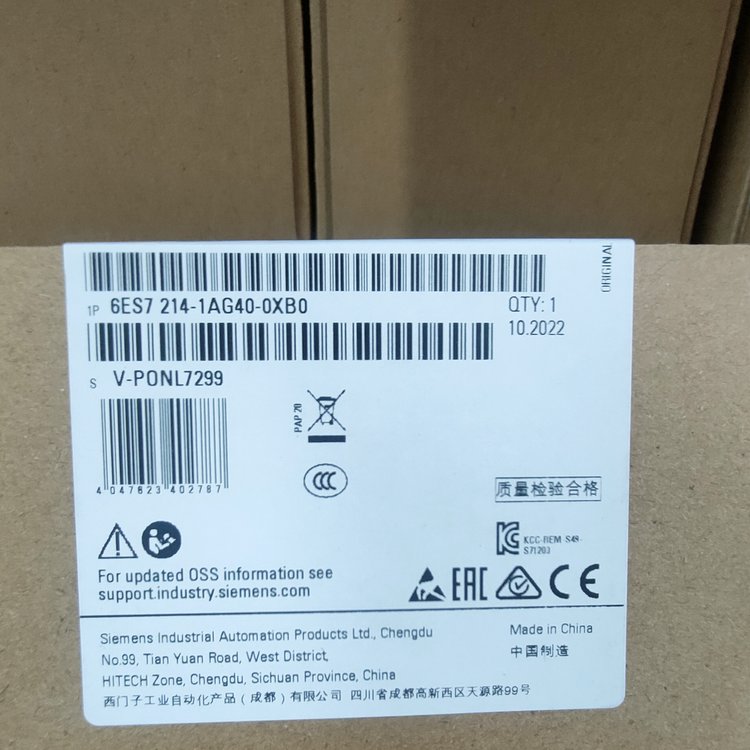 ORIGINAL
1P 6ES7 214-1AG40-0XB0
QTY: 1
10.2022
S V-PONL7299
PAP 20
4 047623 402787
CCC
质量检验合格
KCC-REM-S49-
S71200
For updated OSS information see
support.industry.siemens.com
EAC
CE
Siemens Industrial Automation Products Ltd., Chengdu
No.99, Tian Yuan Road, West District,
HITECH Zone, Chengdu, Sichuan Province, China
Made in China
中国制造
西门子工业自动化产品(成都)有限公司 四川省成都高新西区天源路99号